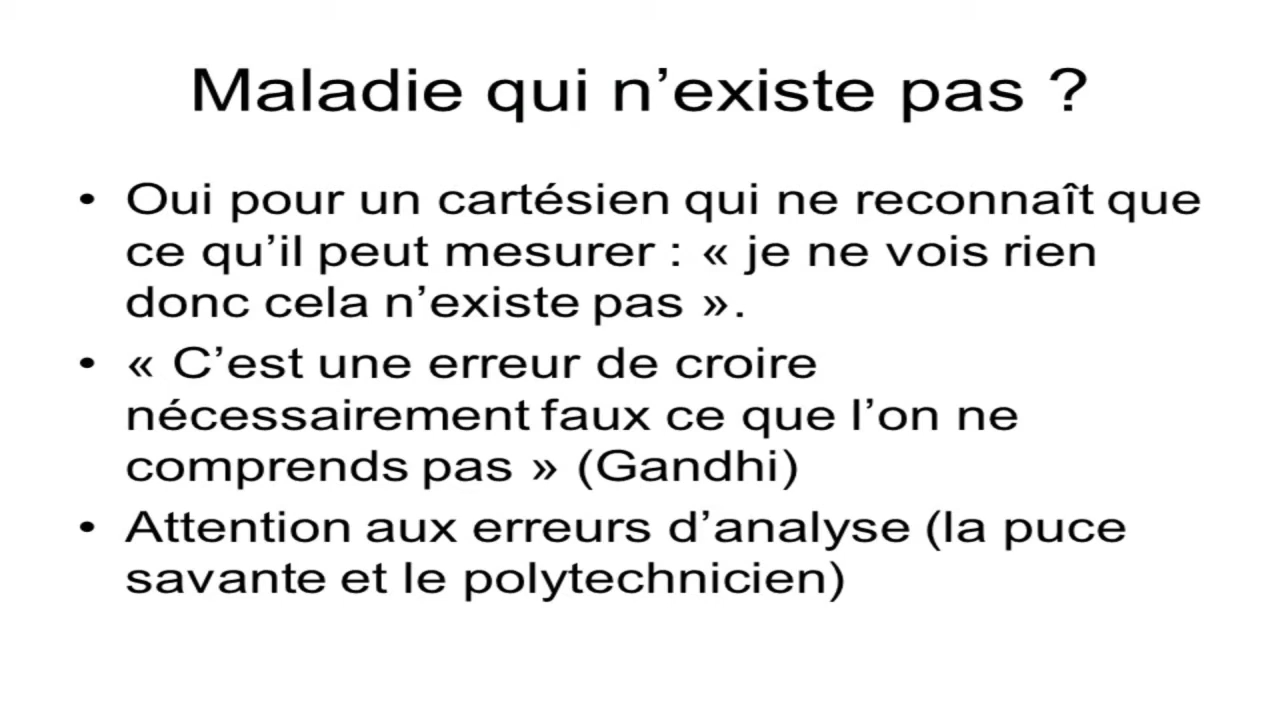 Maladie qui n’existe pas ?
• Oui pour un cartésien qui ne reconnaît que
ce qu’il peut mesurer : « je ne vois rien
donc cela n’existe pas ».
• « C’est une erreur de croire
nécessairement faux ce que l’on ne
comprends pas » (Gandhi)
• Attention aux erreurs d’analyse (la puce
savante et le polytechnicien)